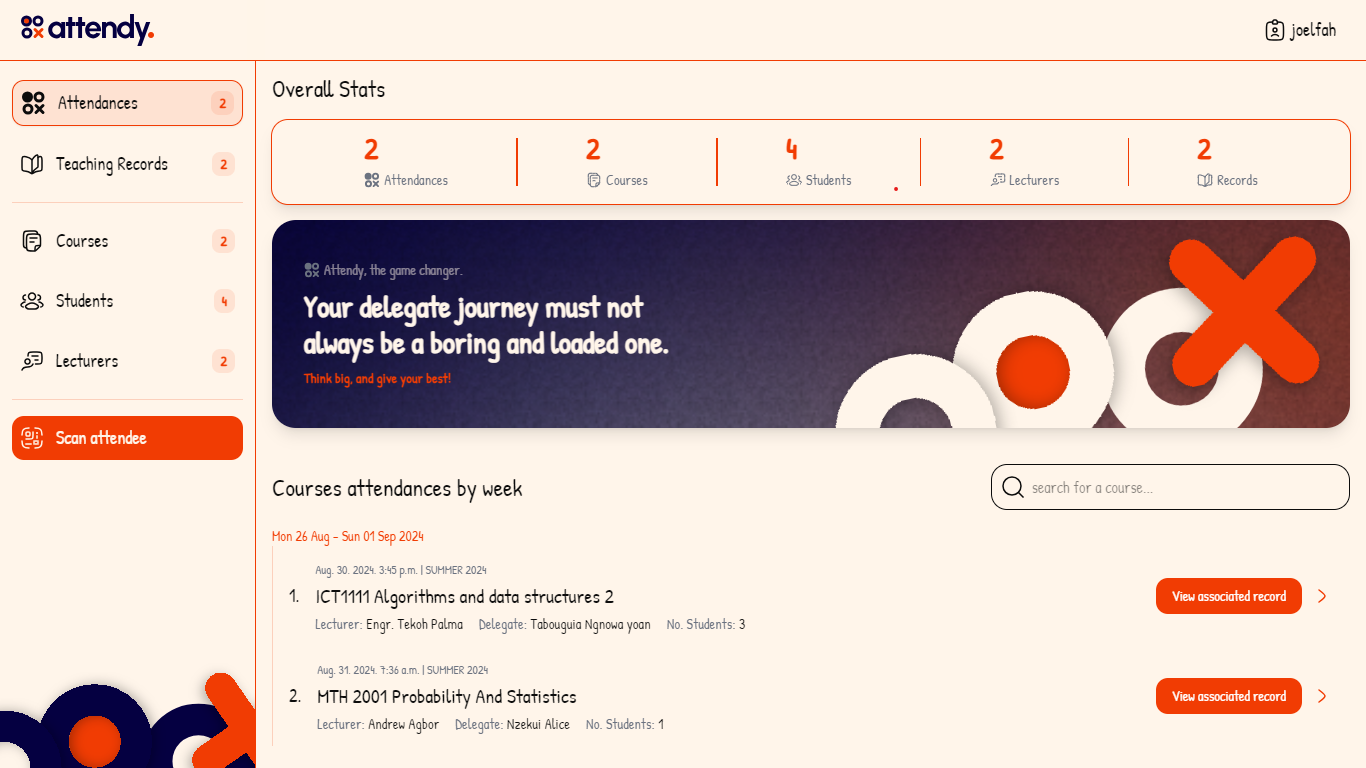 attendy.
joelfah
Attendances 2
Teaching Records 2
Courses 2
Students 4
Lecturers 2
Scan attendee
Overall Stats
2 2 4 2 2
Attendances Courses Students Lecturers Records
Attendy, the game changer.
Your delegate journey must not
always be a boring and loaded one.
Think big, and give your best!
Courses attendances by week
search for a course...
Mon 26 Aug - Sun 01 Sep 2024
Aug. 30. 2024. 3:45 p.m. | SUMMER 2024
1. ICT1111 Algorithms and data structures 2
View associated record
Lecturer: Engr. Tekoh Palma Delegate: Tabouguia Ngnowa yoan No. Students: 3
Aug. 31. 2024. 7:36 a.m. | SUMMER 2024
2. MTH 2001 Probability And Statistics
View associated record
Lecturer: Andrew Agbor Delegate: Nzekui Alice No. Students: 1